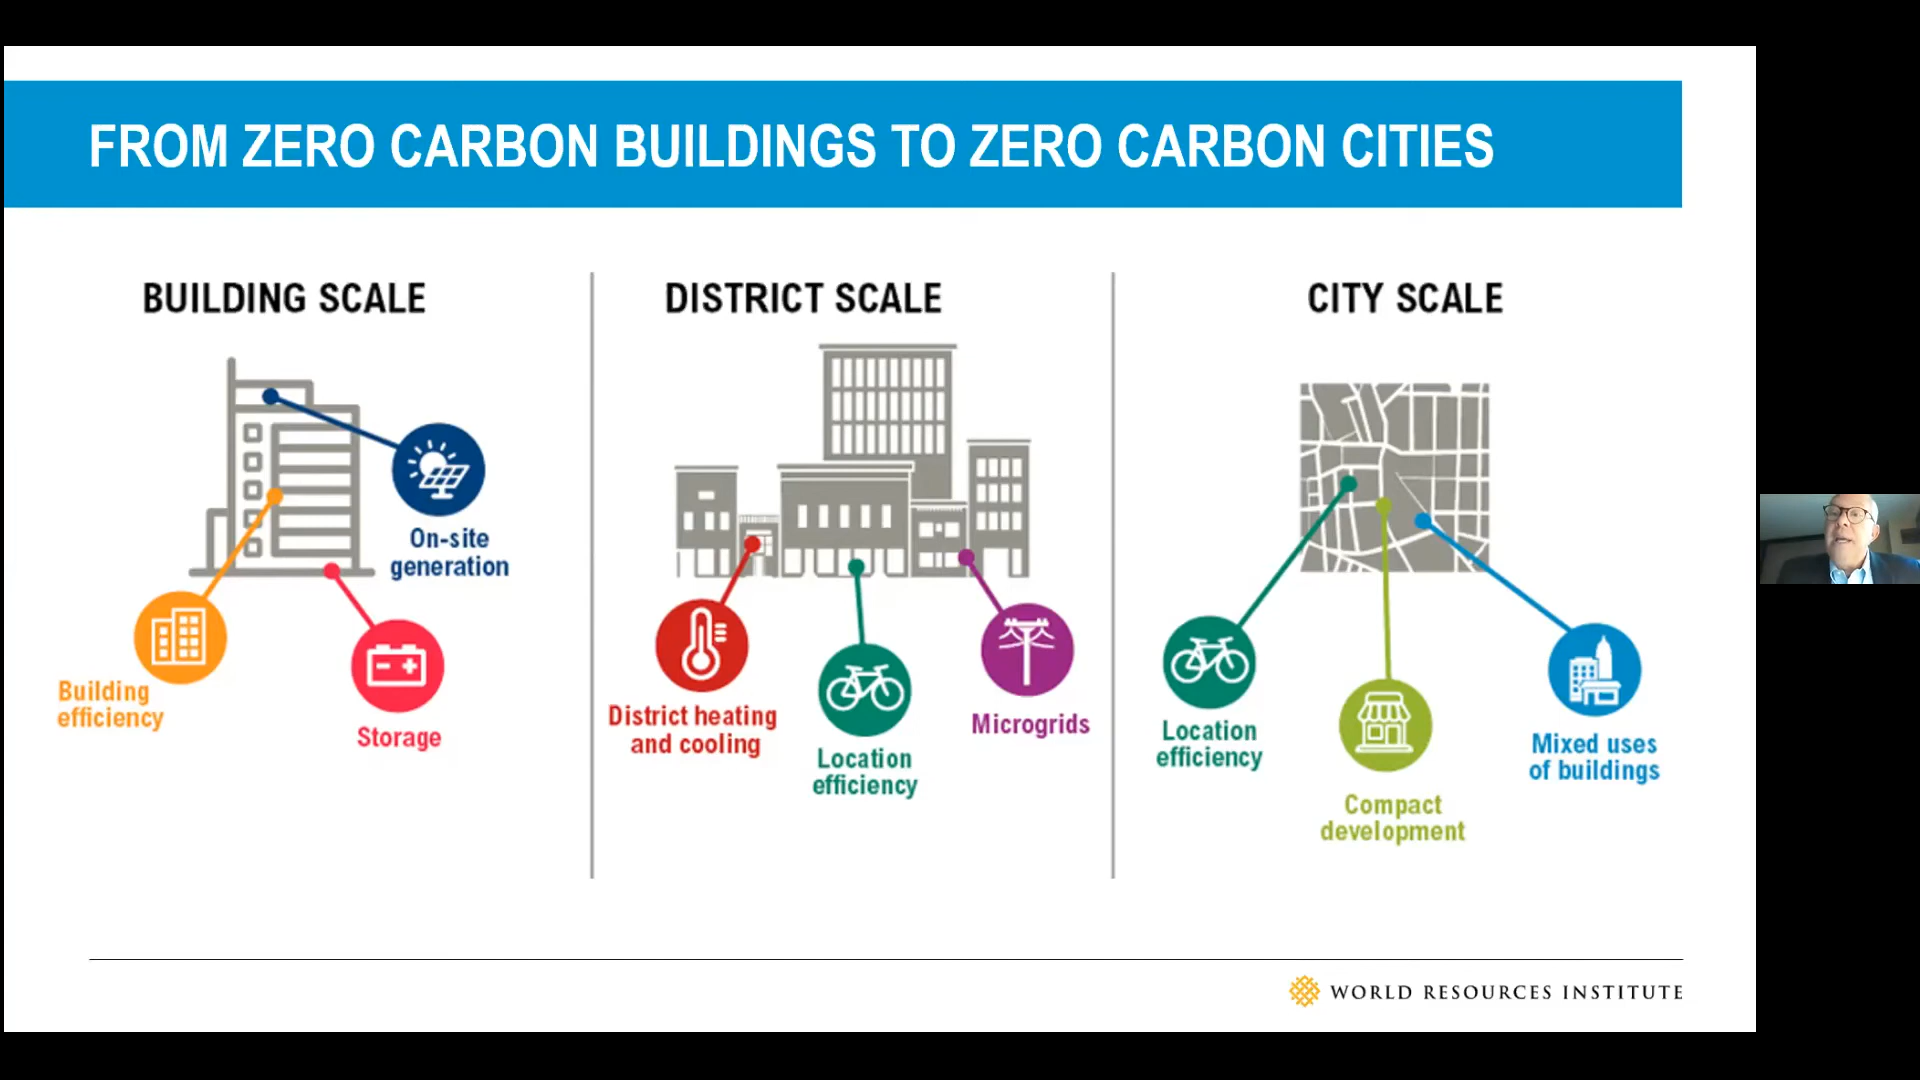 FROM ZERO CARBON BUILDINGS TO ZERO CARBON CITIES
BUILDING SCALE
On-site
generation
Building
efficiency
Storage
DISTRICT SCALE
District heating
and cooling
Location
efficiency
Microgrids
CITY SCALE
Location
efficiency
Compact
development
Mixed uses
of buildings
WORLD RESOURCES INSTITUTE